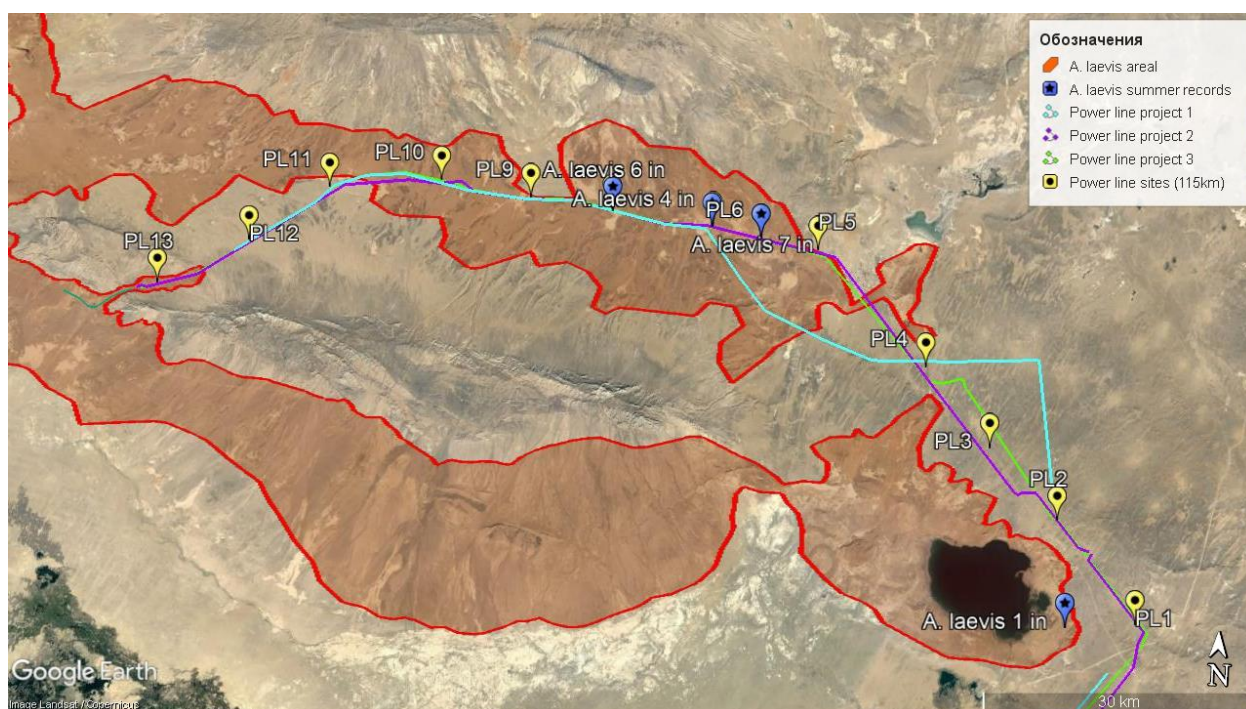 Обозначения
A. laevis areal
A. laevis summer records
Power line project 1
Power line project 2
Power line project 3
Power line sites (115km)
PL11
PL10
PL9
A. laevis 6 in
A. laevis 4 in
PL6
PL5
A. laevis 7 in
PL12
PL13
PL4
PL3
PL2
PL1
A. laevis 1 in
N
30 km
Google Earth
Image Landsat / Copernicus